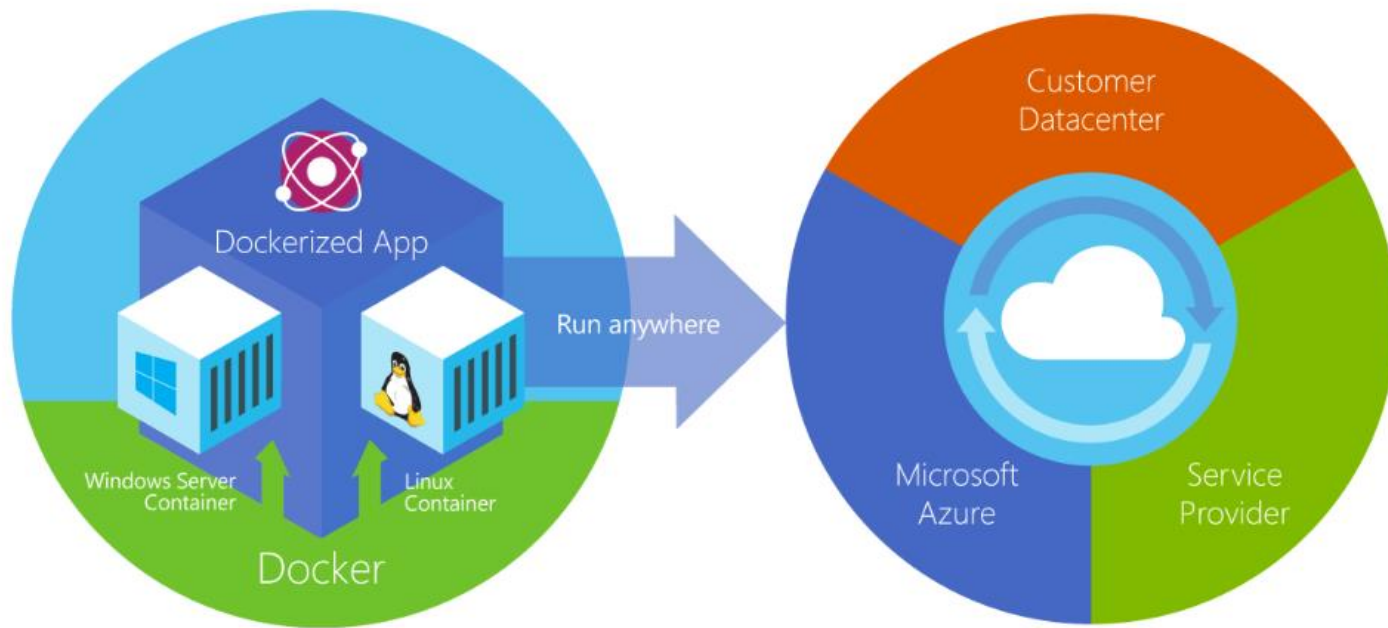 Dockerized App
Windows Server
Container
Linux
Container
Docker
Run anywhere
Customer
Datacenter
Microsoft
Azure
Service
Provider